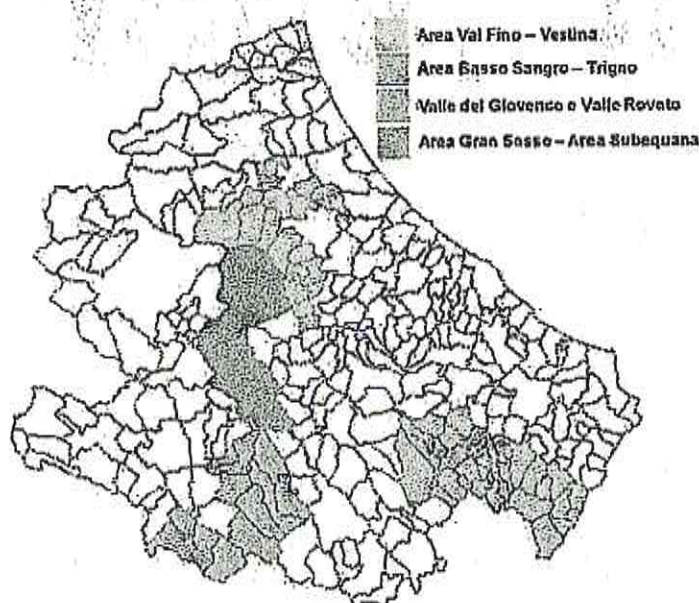 Area Val Fino – Vestina
Area Basso Sangro – Trigno
Valle del Giovenco e Valle Roveto
Area Gran Sasso – Area Subequana